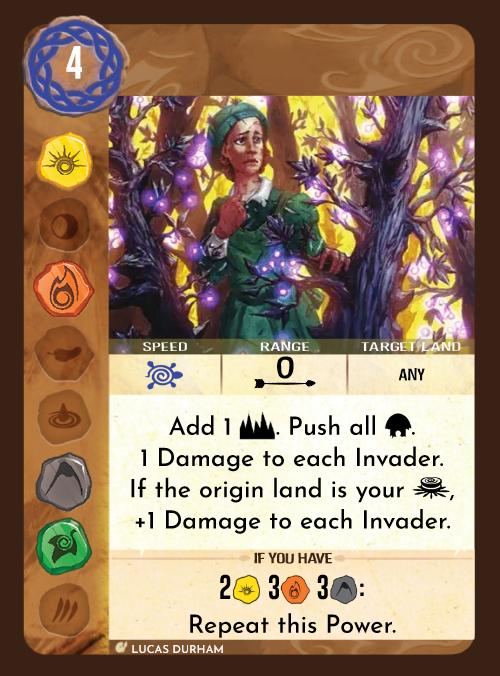 4
SPEED RANGE TARGET LAND
0
ANY
Add 1 . Push all .
1 Damage to each Invader.
If the origin land is your ,
+1 Damage to each Invader.
IF YOU HAVE
2 3 3 :
Repeat this Power.
LUCAS DURHAM